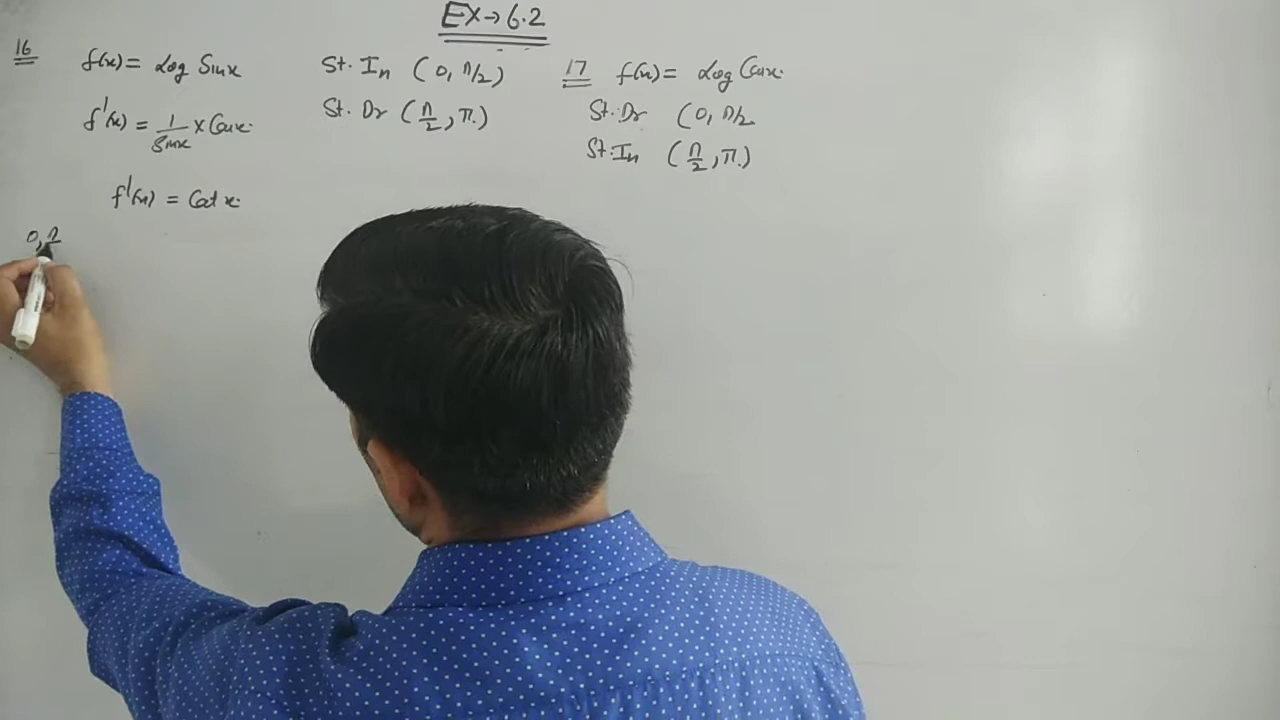 Ex→6.2
16
f(x) = Log Sinx
f'(x) = 1/Sinx × Cosx.
f'(x) = Cot x.
0, π
St. In (0, π/2)
St. Dr (π/2, π.)
17 f(x) = Log Cosx.
St. Dr (0, π/2
St. In (π/2, π.)